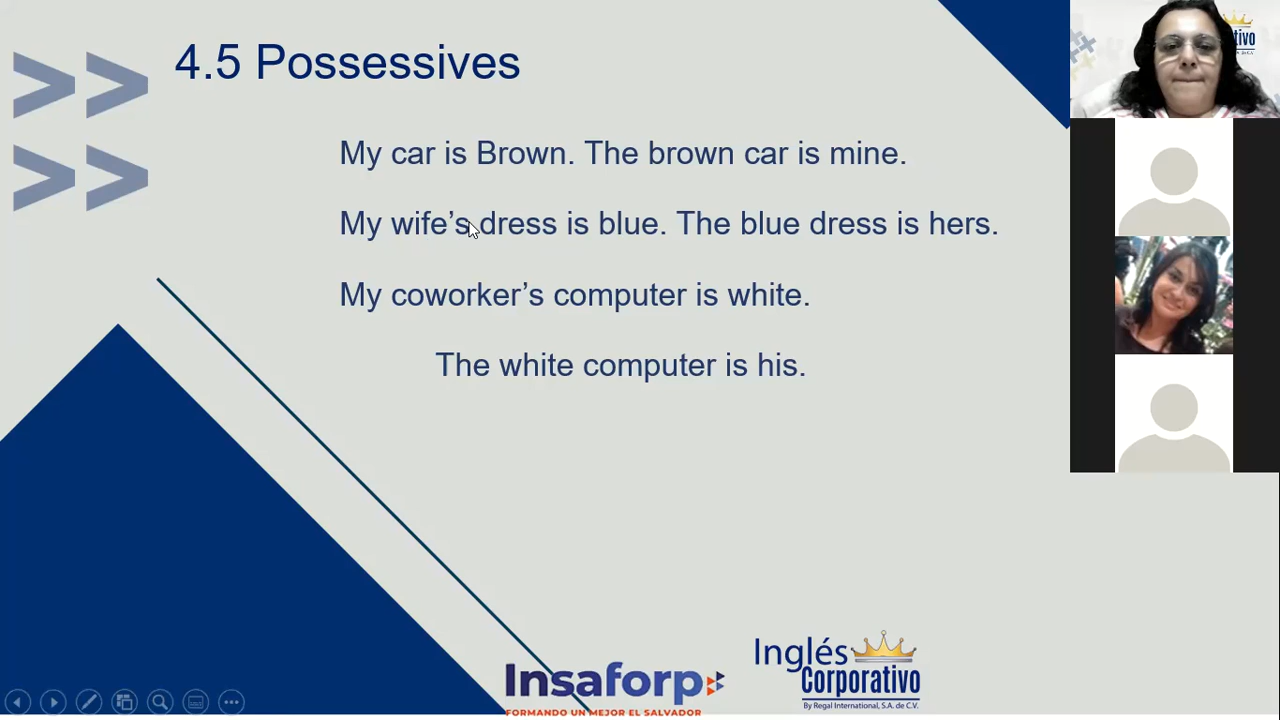 4.5 Possessives
My car is Brown. The brown car is mine.
My wife’s dress is blue. The blue dress is hers.
My coworker’s computer is white.
The white computer is his.
Insaforp
FORMANDO UN MEJOR EL SALVADOR
Inglés
Corporativo
By Regal International, S.A. de C.V.
tivo